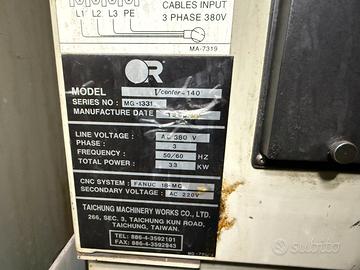 CABLES INPUT
3 PHASE 380V
L1 L2 L3 PE
MA-7319
MODEL Vcenter-140
SERIES NO : MG-1331
MANUFACTURE DATE
LINE VOLTAGE : AC 380 V
PHASE : 3
FREQUENCY : 50/60 HZ
TOTAL POWER : 33 KW
CNC SYSTEM : FANUC 18-MC
SECONDARY VOLTAGE : AC 220V
TAICHUNG MACHINERY WORKS CO., LTD.
266, SEC. 3, TAICHUNG KUN ROAD,
TAICHUNG, TAIWAN.
TEL: 886-4-3592101
FAX: 886-4-3592943
subito